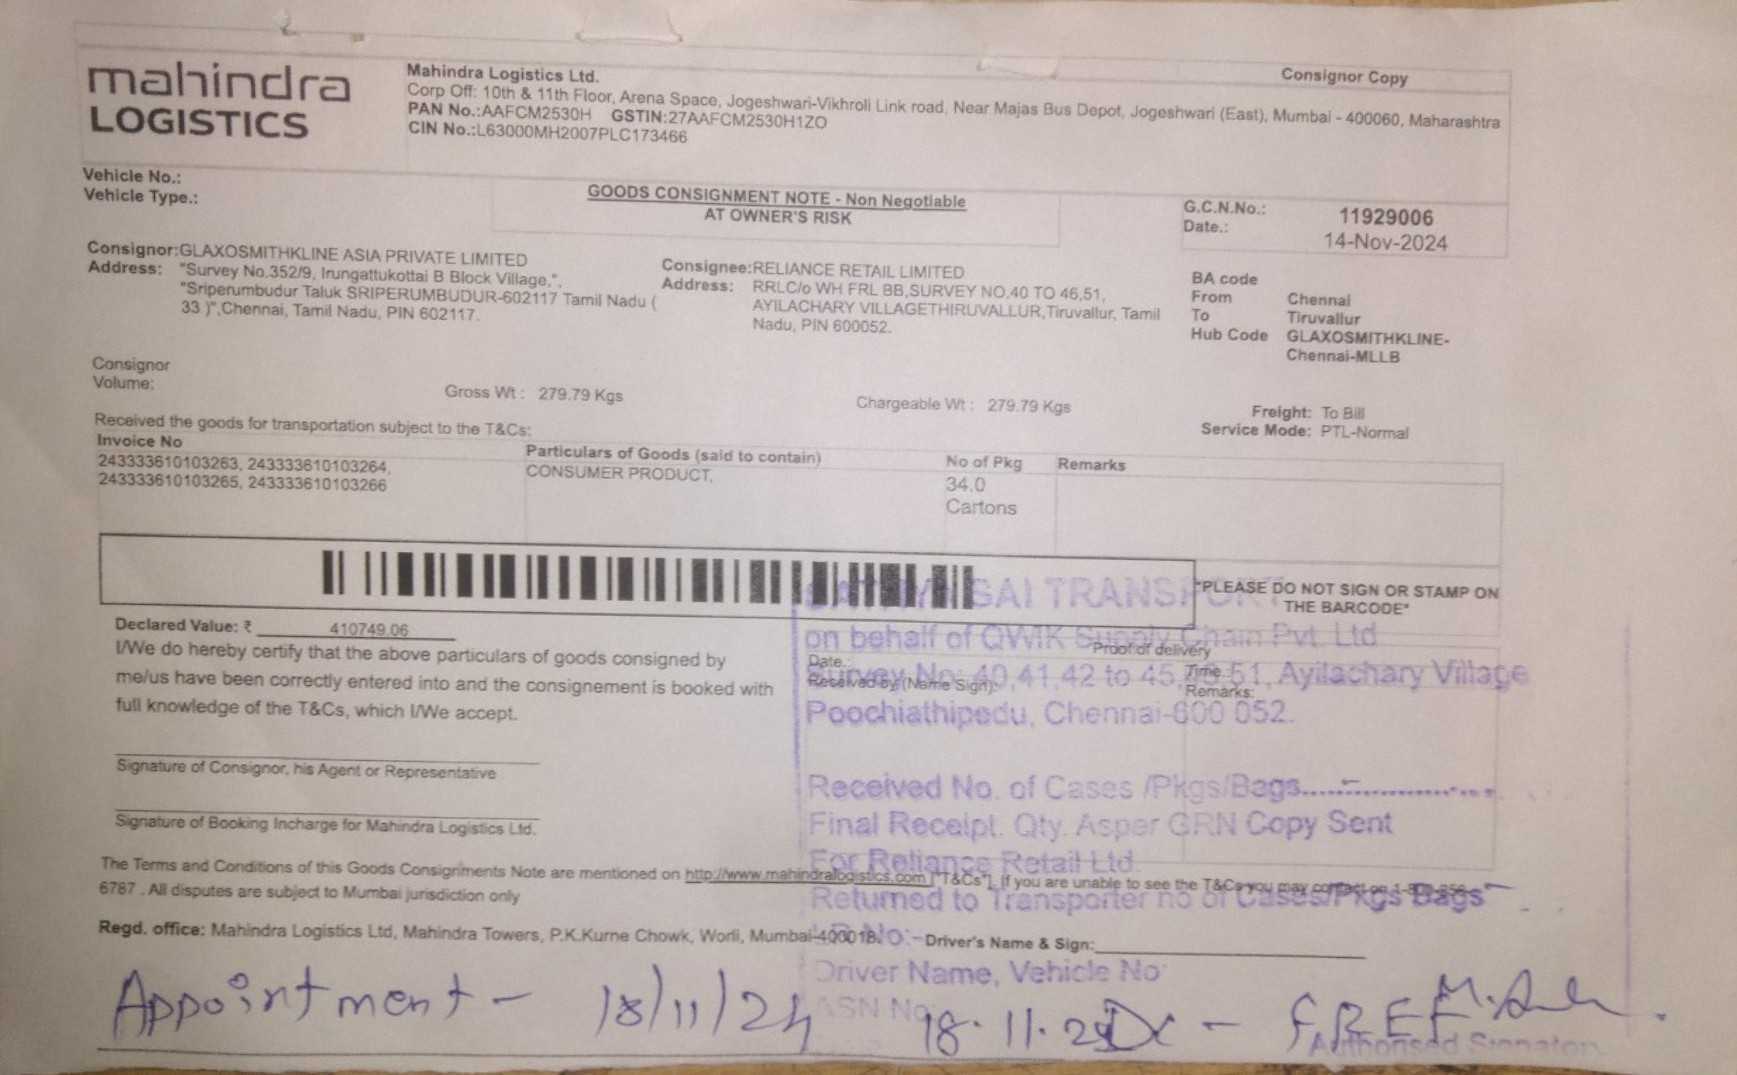 mahindra
LOGISTICS
Mahindra Logistics Ltd.
Corp Off: 10th & 11th Floor, Arena Space, Jogeshwari-Vikhroli Link road, Near Majas Bus Depot, Jogeshwari (East), Mumbai - 400060, Maharashtra
PAN No.:AAFCM2530H GSTIN:27AAFCM2530H1ZO
CIN No.:L63000MH2007PLC173466
Consignor Copy
Vehicle No.:
Vehicle Type.:
GOODS CONSIGNMENT NOTE - Non Negotiable
AT OWNER'S RISK
G.C.N.No.: 11929006
Date.: 14-Nov-2024
Consignor:GLAXOSMITHKLINE ASIA PRIVATE LIMITED
Address: "Survey No.352/9, Irungattukottai B Block Village,",
"Sriperumbudur Taluk SRIPERUMBUDUR-602117 Tamil Nadu (
33 )",Chennai, Tamil Nadu, PIN 602117.
Consignee:RELIANCE RETAIL LIMITED
Address: RRLC/o WH FRL BB,SURVEY NO.40 TO 46,51,
AYILACHARY VILLAGETHIRUVALLUR,Tiruvallur, Tamil
Nadu, PIN 600052.
BA code
From Chennai
To Tiruvallur
Hub Code GLAXOSMITHKLINE-
Chennai-MLLB
Consignor
Volume:
Gross Wt : 279.79 Kgs
Chargeable Wt : 279.79 Kgs
Freight: To Bill
Service Mode: PTL-Normal
Received the goods for transportation subject to the T&Cs:
Invoice No
243333610103263, 243333610103264,
243333610103265, 243333610103266
Particulars of Goods (said to contain)
CONSUMER PRODUCT,
No of Pkg
34.0
Cartons
Remarks
*PLEASE DO NOT SIGN OR STAMP ON
THE BARCODE*
Declared Value: ₹ 410749.06
I/We do hereby certify that the above particulars of goods consigned by
me/us have been correctly entered into and the consignement is booked with
full knowledge of the T&Cs, which I/We accept.
Proof of delivery
Date.:
Time:
Received by (Name Sign):
Remarks:
SAI TRANSPORT
on behalf of QWIK Supply Chain Pvt. Ltd
Survey No: 40,41,42 to 45, 51, Ayilachary Village
Poochiathipedu, Chennai-600 052.
Received No. of Cases /Pkgs/Bags
Final Receipt. Qty. Asper GRN Copy Sent
For Reliance Retail Ltd.
Returned to Transporter no of Cases/Pkgs Bags
Driver Name, Vehicle No
ASN No:
Authorised Signatory
Signature of Consignor, his Agent or Representative
Signature of Booking Incharge for Mahindra Logistics Ltd.
The Terms and Conditions of this Goods Consignments Note are mentioned on http://www.mahindralogistics.com ["T&Cs"]. If you are unable to see the T&Cs you may contact on 1-800-258-
6787 . All disputes are subject to Mumbai jurisdiction only
Regd. office: Mahindra Logistics Ltd, Mahindra Towers, P.K.Kurne Chowk, Worli, Mumbai-400018.
Driver's Name & Sign:
Appointment - 18/11/24